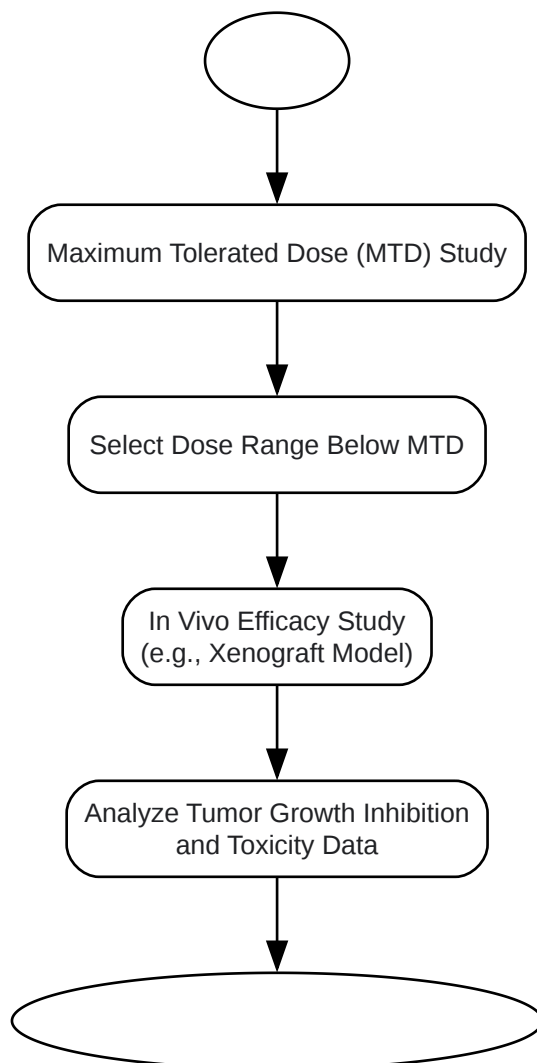 Maximum Tolerated Dose (MTD) Study
Select Dose Range Below MTD
In Vivo Efficacy Study
(e.g., Xenograft Model)
Analyze Tumor Growth Inhibition
and Toxicity Data